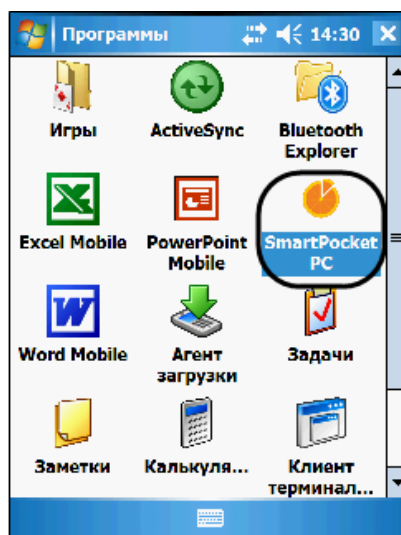 Программы 14:30
Игры ActiveSync Bluetooth
Explorer
Excel Mobile PowerPoint SmartPocket
Mobile PC
Word Mobile Агент Задачи
загрузки
Заметки Калькуля... Клиент
терминал...